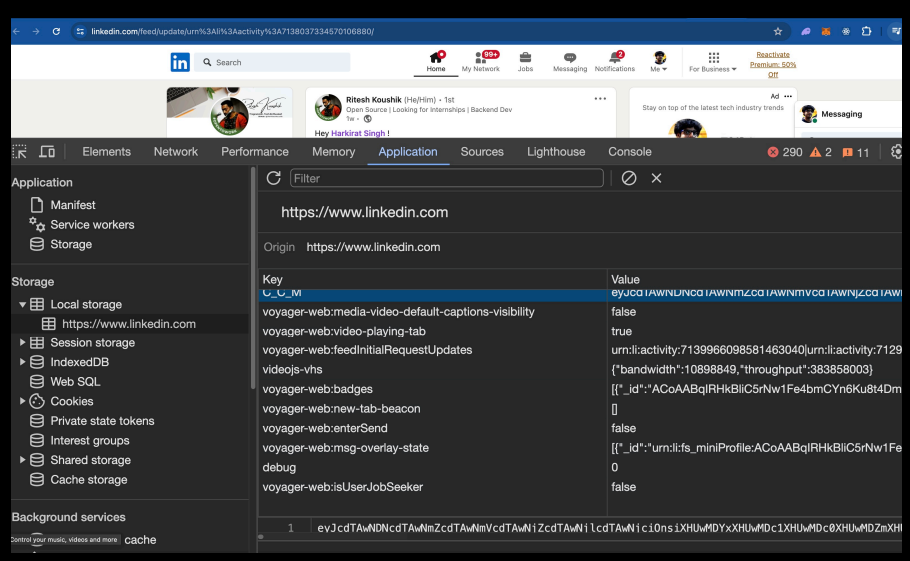 linkedin.com/feed/update/urn%3Ali%3Aactivity%3A7138037334570106880/
in
Search
Home
99+
My Network
Jobs
Messaging
2
Notifications
Me
For Business
Reactivate
Premium: 50%
Off
Ritesh Koushik (He/Him) • 1st
Open Source | Looking for Internships | Backend Dev
1w •
Hey Harkirat Singh !
Ad •••
Stay on top of the latest tech industry trends
Messaging
Elements Network Performance Memory Application Sources Lighthouse Console 290 2 11
Application
Manifest
Service workers
Storage
Storage
Local storage
https://www.linkedin.com
Session storage
IndexedDB
Web SQL
Cookies
Private state tokens
Interest groups
Shared storage
Cache storage
Background services
Control your music, videos and more
cache
Filter
https://www.linkedin.com
Origin https://www.linkedin.com
Key Value
C_C_M
voyager-web:media-video-default-captions-visibility false
voyager-web:video-playing-tab true
voyager-web:feedInitialRequestUpdates urn:li:activity:7139966098581463040|urn:li:activity:7129
videojs-vhs {"bandwidth":10898849,"throughput":383858003}
voyager-web:badges [{"_id":"ACoAABqIRHkBliC5rNw1Fe4bmCYn6Ku8t4Dm
voyager-web:new-tab-beacon []
voyager-web:enterSend false
voyager-web:msg-overlay-state [{"_id":"urn:li:fs_miniProfile:ACoAABqIRHkBliC5rNw1Fe
debug 0
voyager-web:isUserJobSeeker false
1 eyJcdTAwNDNcdTAwNmZcdTAwNmVcdTAwNjZcdTAwNjlcdTAwNjciOnsiXHUwMDYxXHUwMDc1XHUwMDc0XHUwMDZmXHU